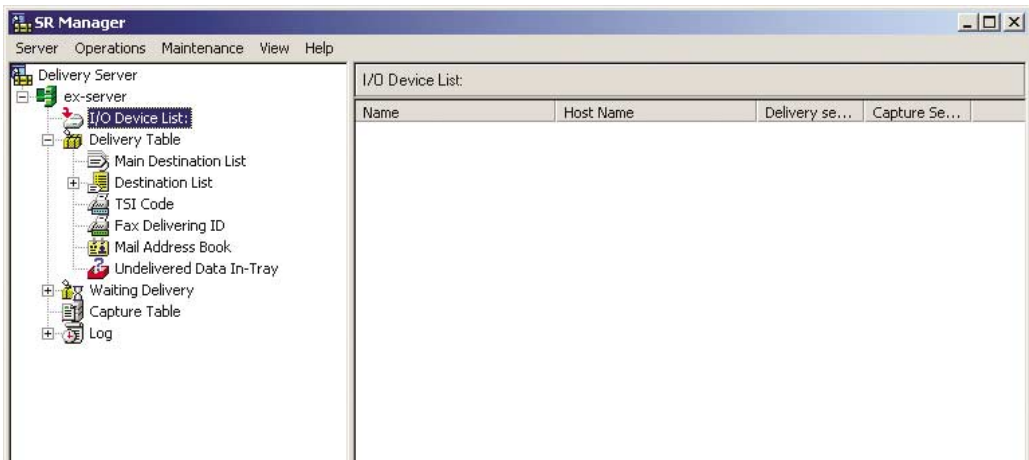 SR Manager
Server Operations Maintenance View Help
Delivery Server
ex-server
I/O Device List:
Delivery Table
Main Destination List
Destination List
TSI Code
Fax Delivering ID
Mail Address Book
Undelivered Data In-Tray
Waiting Delivery
Capture Table
Log
I/O Device List:
Name Host Name Delivery se... Capture Se...